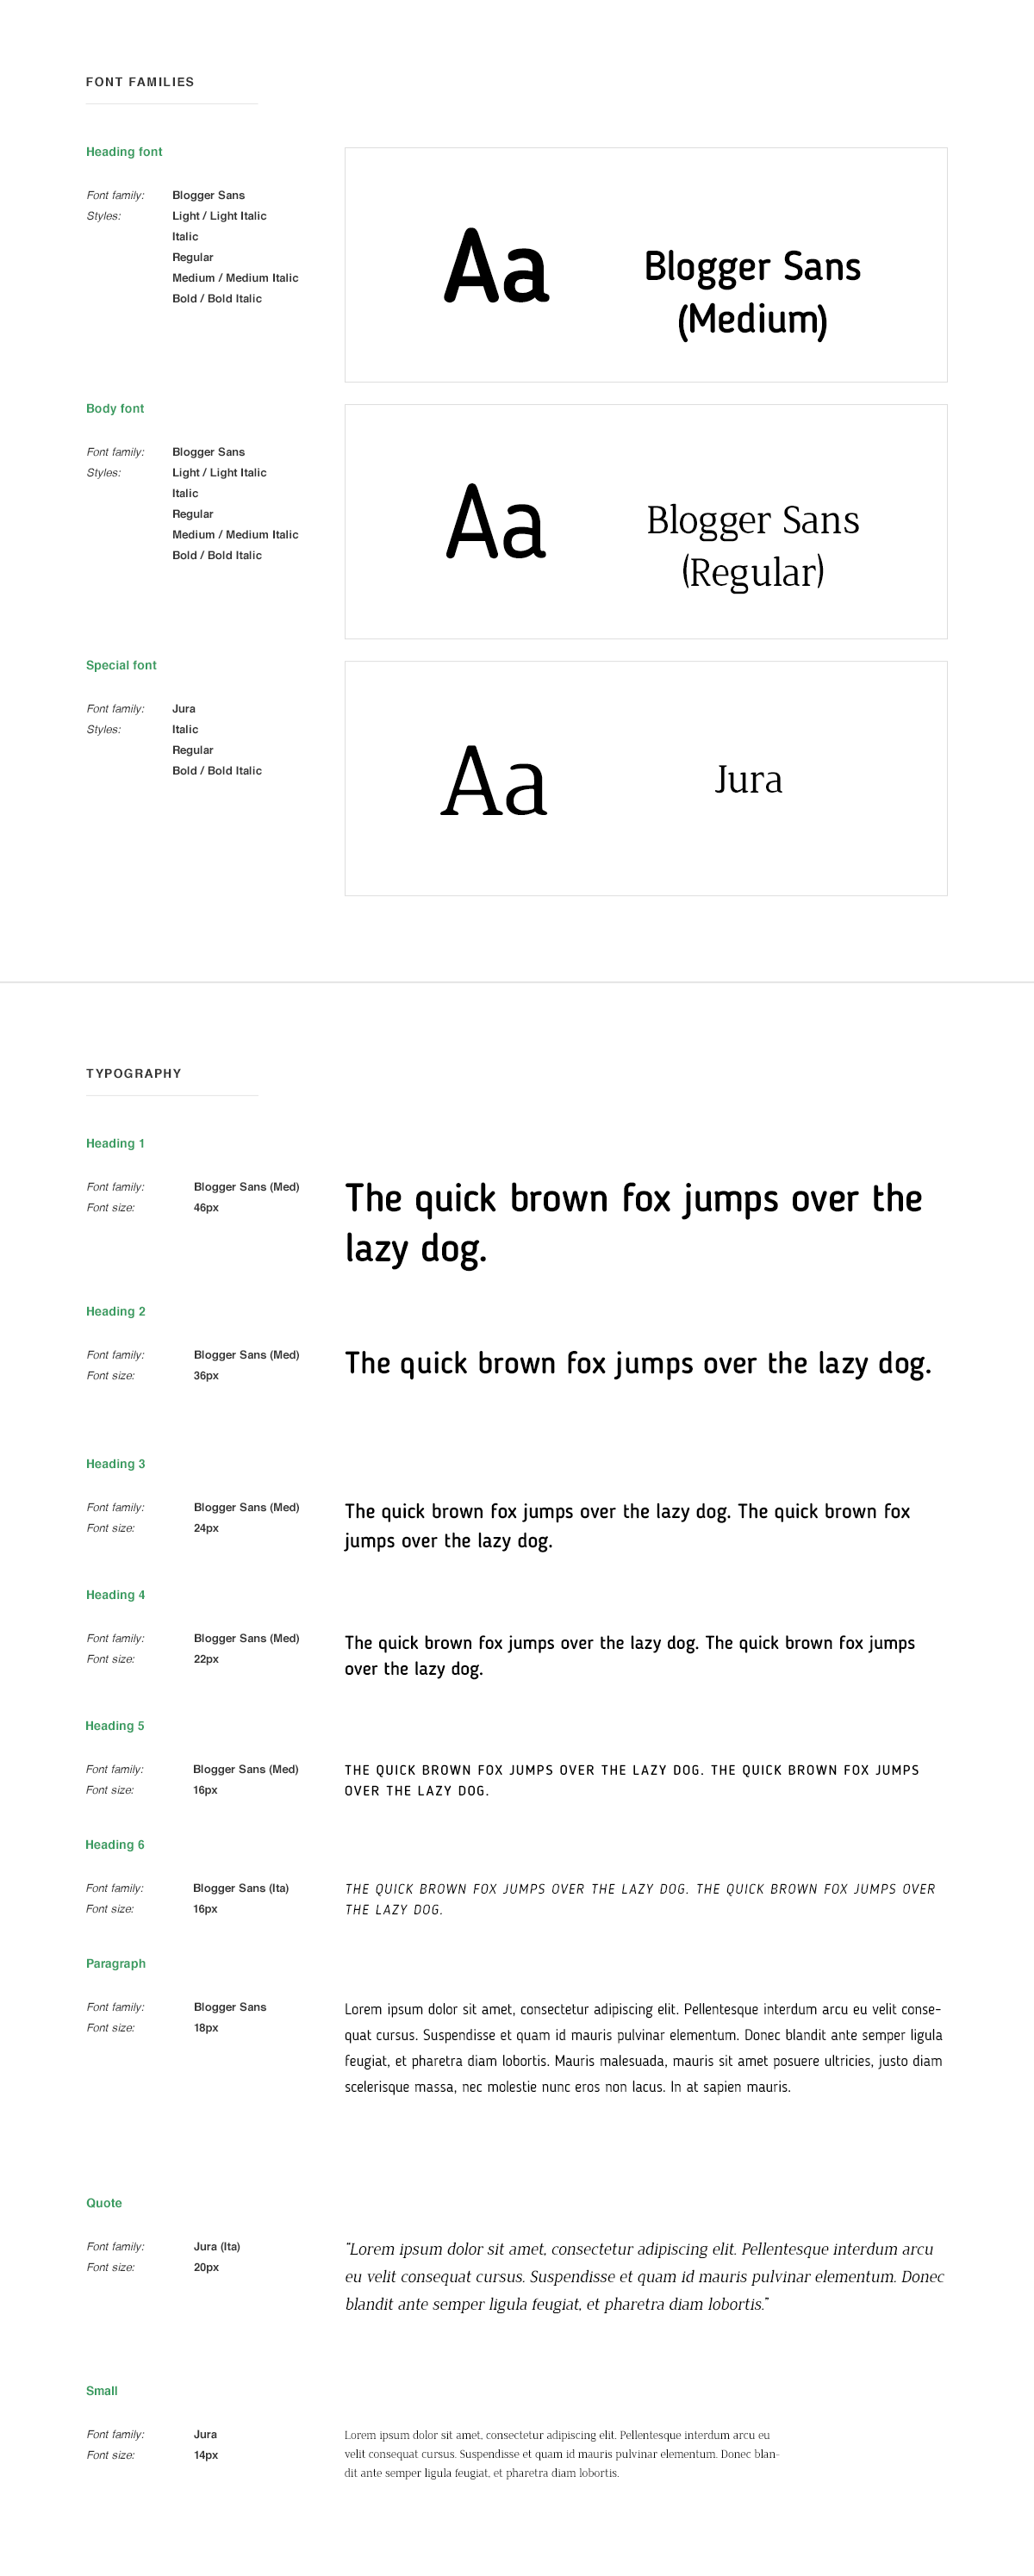 FONT FAMILIES
Heading font
Font family: Blogger Sans
Styles: Light / Light Italic
Italic
Regular
Medium / Medium Italic
Bold / Bold Italic
Aa
Blogger Sans
(Medium)
Body font
Font family: Blogger Sans
Styles: Light / Light Italic
Italic
Regular
Medium / Medium Italic
Bold / Bold Italic
Aa
Blogger Sans
(Regular)
Special font
Font family: Jura
Styles: Italic
Regular
Bold / Bold Italic
Aa
Jura
TYPOGRAPHY
Heading 1
Font family: Blogger Sans (Med)
Font size: 46px
The quick brown fox jumps over the
lazy dog.
Heading 2
Font family: Blogger Sans (Med)
Font size: 36px
The quick brown fox jumps over the lazy dog.
Heading 3
Font family: Blogger Sans (Med)
Font size: 24px
The quick brown fox jumps over the lazy dog. The quick brown fox
jumps over the lazy dog.
Heading 4
Font family: Blogger Sans (Med)
Font size: 22px
The quick brown fox jumps over the lazy dog. The quick brown fox jumps
over the lazy dog.
Heading 5
Font family: Blogger Sans (Med)
Font size: 16px
THE QUICK BROWN FOX JUMPS OVER THE LAZY DOG. THE QUICK BROWN FOX JUMPS
OVER THE LAZY DOG.
Heading 6
Font family: Blogger Sans (Ita)
Font size: 16px
THE QUICK BROWN FOX JUMPS OVER THE LAZY DOG. THE QUICK BROWN FOX JUMPS OVER
THE LAZY DOG.
Paragraph
Font family: Blogger Sans
Font size: 18px
Lorem ipsum dolor sit amet, consectetur adipiscing elit. Pellentesque interdum arcu eu velit conse-
quat cursus. Suspendisse et quam id mauris pulvinar elementum. Donec blandit ante semper ligula
feugiat, et pharetra diam lobortis. Mauris malesuada, mauris sit amet posuere ultricies, justo diam
scelerisque massa, nec molestie nunc eros non lacus. In at sapien mauris.
Quote
Font family: Jura (Ita)
Font size: 20px
"Lorem ipsum dolor sit amet, consectetur adipiscing elit. Pellentesque interdum arcu
eu velit consequat cursus. Suspendisse et quam id mauris pulvinar elementum. Donec
blandit ante semper ligula feugiat, et pharetra diam lobortis."
Small
Font family: Jura
Font size: 14px
Lorem ipsum dolor sit amet, consectetur adipiscing elit. Pellentesque interdum arcu eu
velit consequat cursus. Suspendisse et quam id mauris pulvinar elementum. Donec blan-
dit ante semper ligula feugiat, et pharetra diam lobortis.